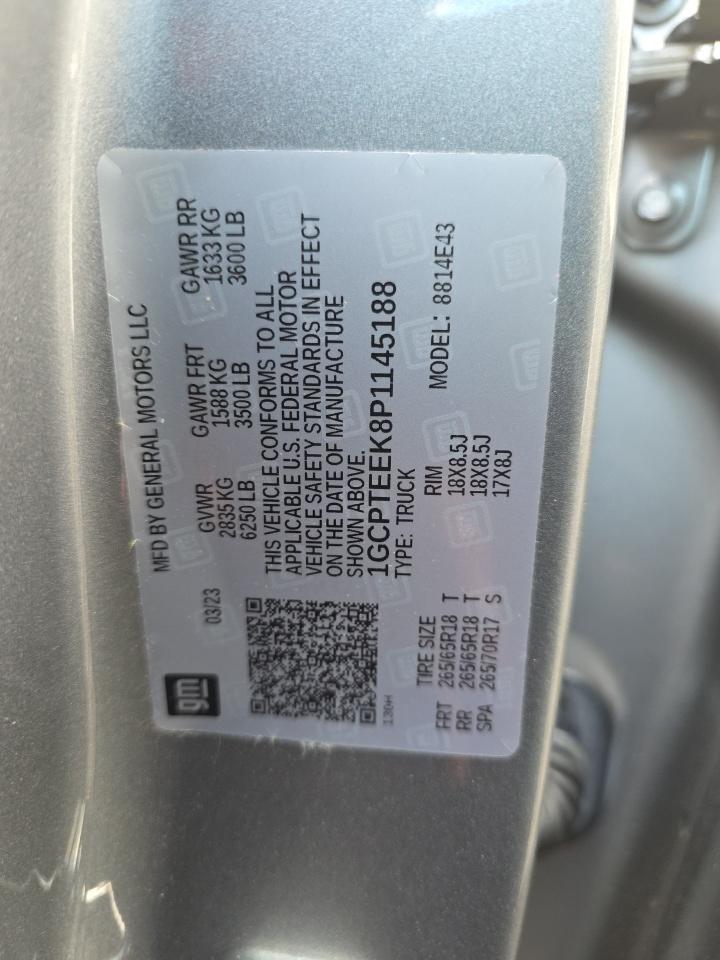 gm
MFD BY GENERAL MOTORS LLC
03/23
GVWR GAWR FRT GAWR RR
2835 KG 1588 KG 1633 KG
6250 LB 3500 LB 3600 LB
THIS VEHICLE CONFORMS TO ALL
APPLICABLE U.S. FEDERAL MOTOR
VEHICLE SAFETY STANDARDS IN EFFECT
ON THE DATE OF MANUFACTURE
SHOWN ABOVE.
1GCPTEEK8P1145188
TYPE: TRUCK MODEL: 8814E43
TIRE SIZE RIM
FRT 265/65R18 T 18X8.5J
RR 265/65R18 T 18X8.5J
SPA 265/70R17 S 17X8J